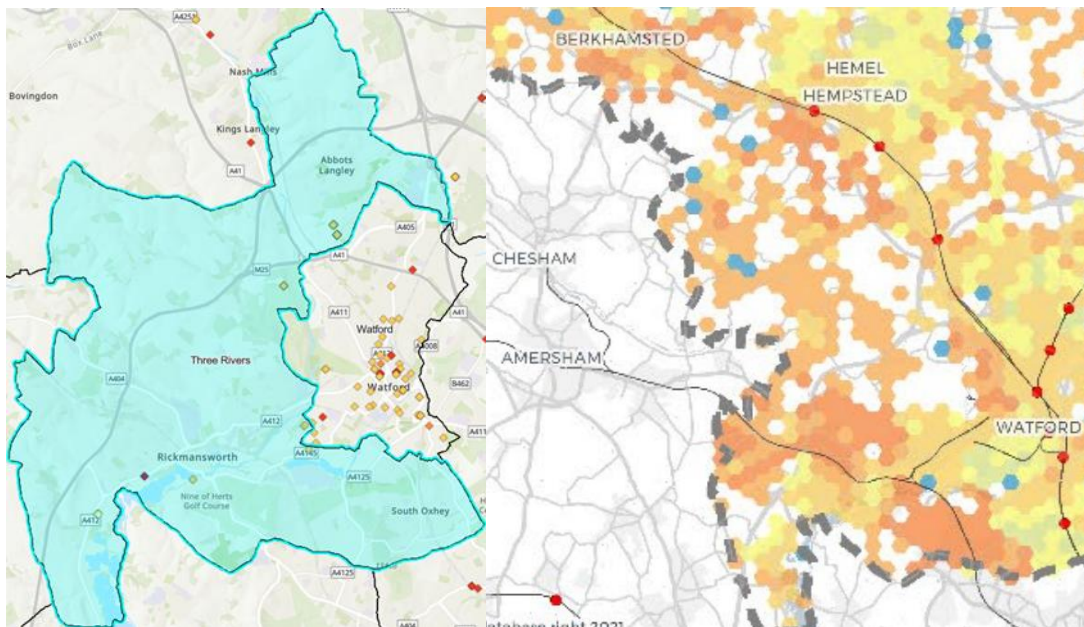 A4251
Box Lane
Nash Mills
Bovingdon
Kings Langley
A41
Abbots
Langley
A405
A41
M25
A411
A41
Watford
A4008
Three Rivers
A404
Watford
B462
A412
A411
Rickmansworth
A4145
A4125
Nine of Herts
Golf Course
South Oxhey
A412
A4125
A404
BERKHAMSTED
HEMEL
HEMPSTEAD
CHESHAM
AMERSHAM
WATFORD
right 2021